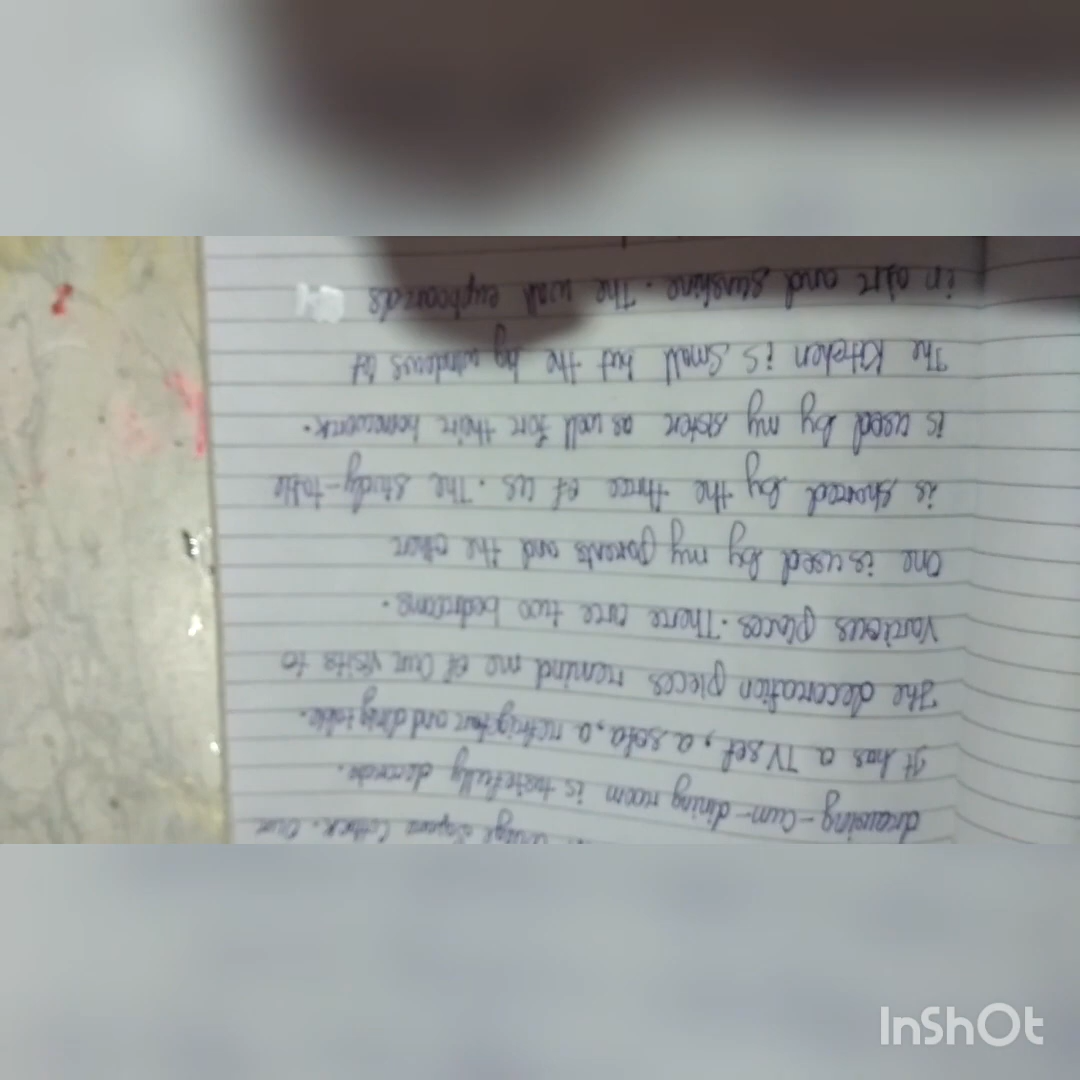 drawing-cum-dining room is tastefully decorate.
It has a TV set, a sofa, a and table.
The decoration pieces remind me of our visits to
various places. There are two bedrooms.
One is used by my parents and the other
is shared by the three of us. The study-table
is used by my sister as well for their homework.
The kitchen is small but the big windows let
in air and sunshine. The wall cupboards
InShOt